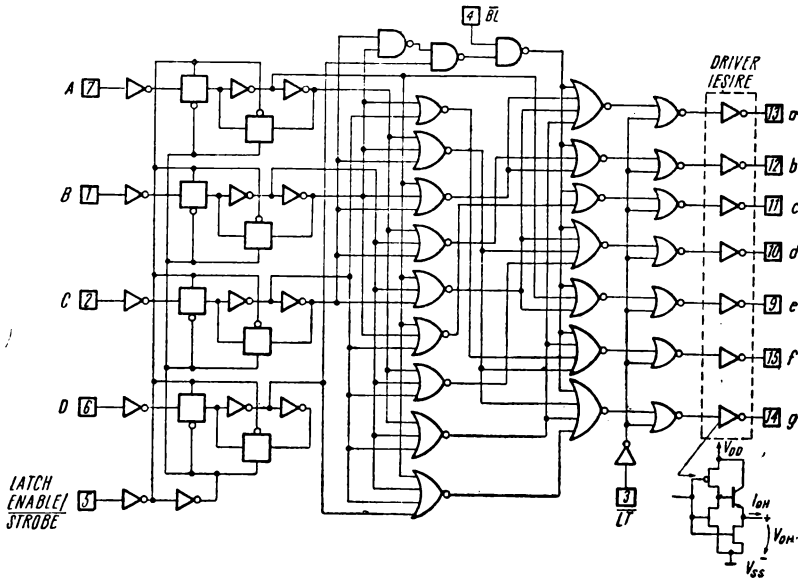 4 BL
DRIVER
IESIRE
A 7
13 a
B 1
12 b
11 c
C 2
10 d
9 e
15 f
D 6
14 g
LATCH
ENABLE/
STROBE
5
3
LT
VDD
IOH
+
VOH
-
VSS